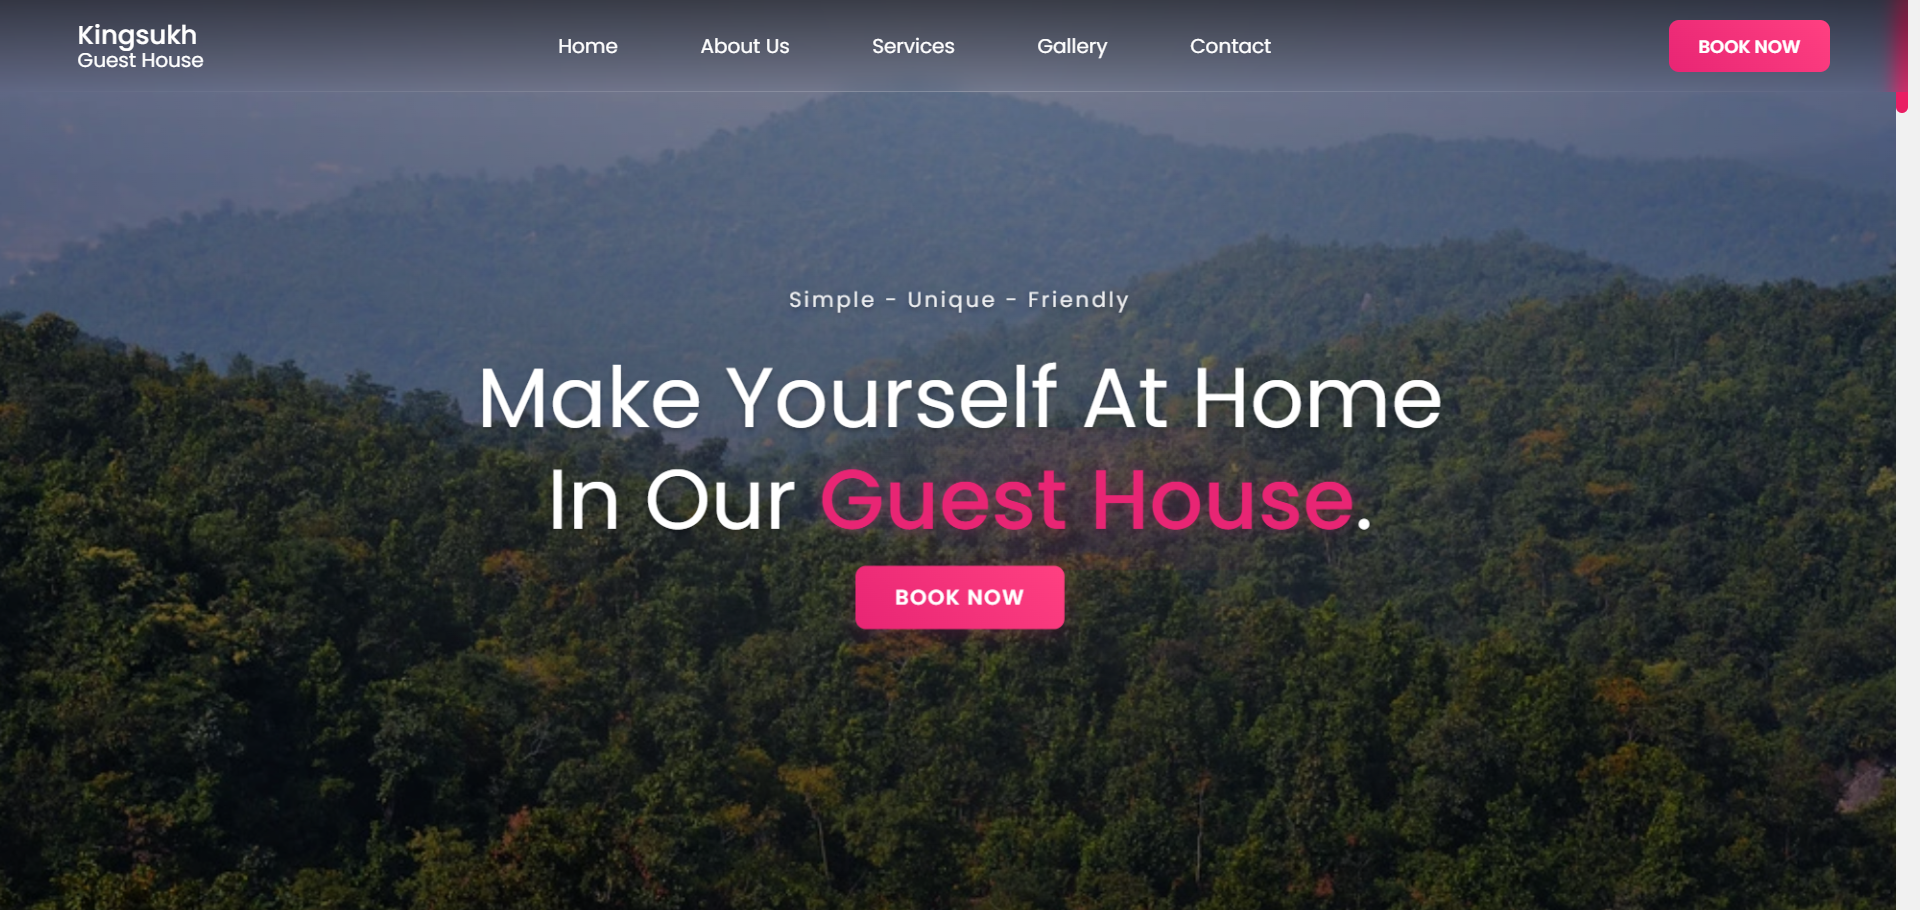 Kingsukh
Guest House
Home About Us Services Gallery Contact
BOOK NOW
Simple - Unique - Friendly
Make Yourself At Home
In Our Guest House.
BOOK NOW